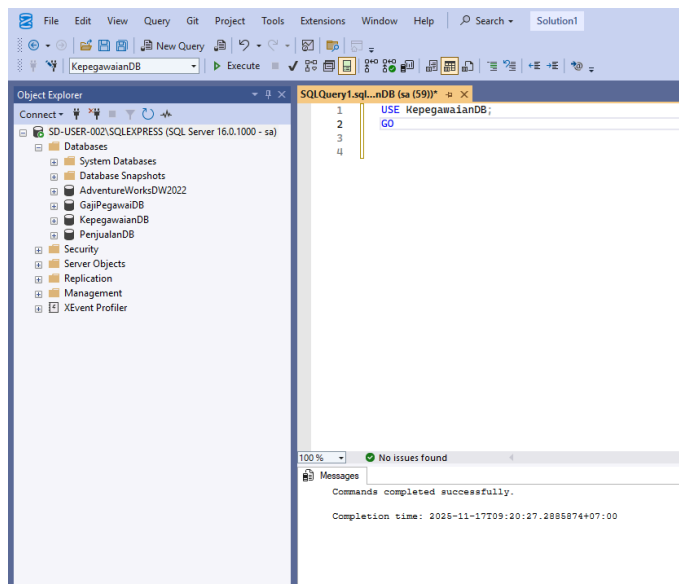 File Edit View Query Git Project Tools Extensions Window Help Search Solution1
New Query
KepegawaianDB Execute
Object Explorer
Connect
SD-USER-002\SQLEXPRESS (SQL Server 16.0.1000 - sa)
Databases
System Databases
Database Snapshots
AdventureWorksDW2022
GajiPegawaiDB
KepegawaianDB
PenjualanDB
Security
Server Objects
Replication
Management
XEvent Profiler
SQLQuery1.sql...nDB (sa (59))*
1 USE KepegawaianDB;
2 GO
3
4
100 % No issues found
Messages
Commands completed successfully.
Completion time: 2025-11-17T09:20:27.2885874+07:00